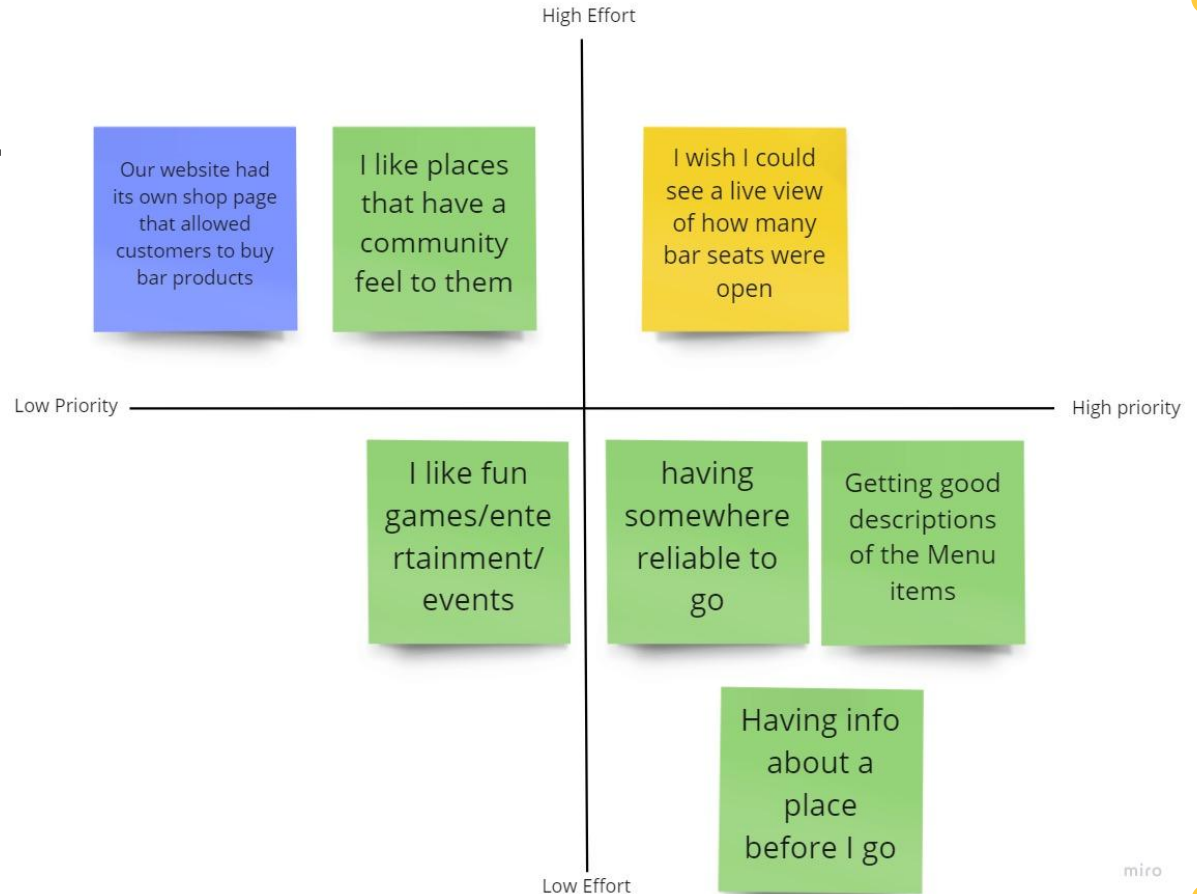 High Effort
Our website had
its own shop page
that allowed
customers to buy
bar products
I like places
that have a
community
feel to them
I wish I could
see a live view
of how many
bar seats were
open
Low Priority
High priority
I like fun
games/ente
rtainment/
events
having
somewhere
reliable to
go
Getting good
descriptions
of the Menu
items
Having info
about a
place
before I go
Low Effort
miro